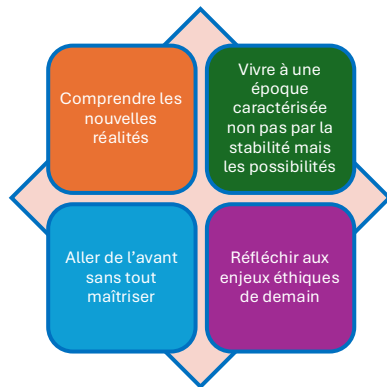 Comprendre les
nouvelles
réalités
Vivre à une
époque
caractérisée
non pas par la
stabilité mais
les possibilités
Aller de l’avant
sans tout
maîtriser
Réfléchir aux
enjeux éthiques
de demain